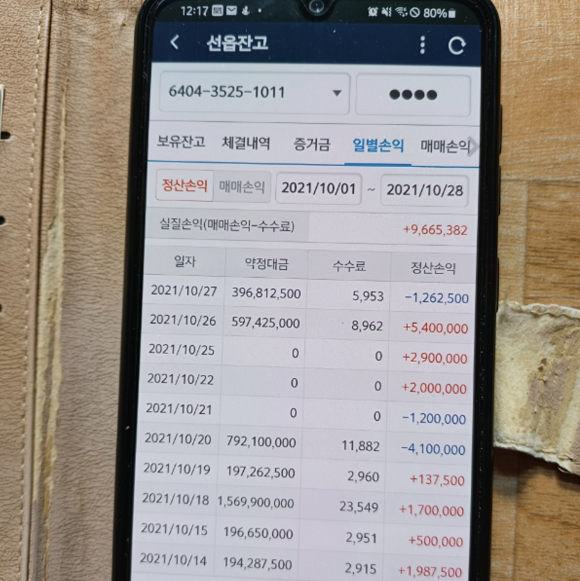 12:17 80%
선옵잔고
6404-3525-1011 ●●●●
보유잔고 체결내역 증거금 일별손익 매매손익
정산손익 매매손익 2021/10/01 ~ 2021/10/28
실질손익(매매손익-수수료) +9,665,382
일자 약정대금 수수료 정산손익
2021/10/27 396,812,500 5,953 -1,262,500
2021/10/26 597,425,000 8,962 +5,400,000
2021/10/25 0 0 +2,900,000
2021/10/22 0 0 +2,000,000
2021/10/21 0 0 -1,200,000
2021/10/20 792,100,000 11,882 -4,100,000
2021/10/19 197,262,500 2,960 +137,500
2021/10/18 1,569,900,000 23,549 +1,700,000
2021/10/15 196,650,000 2,951 +500,000
2021/10/14 194,287,500 2,915 +1,987,500